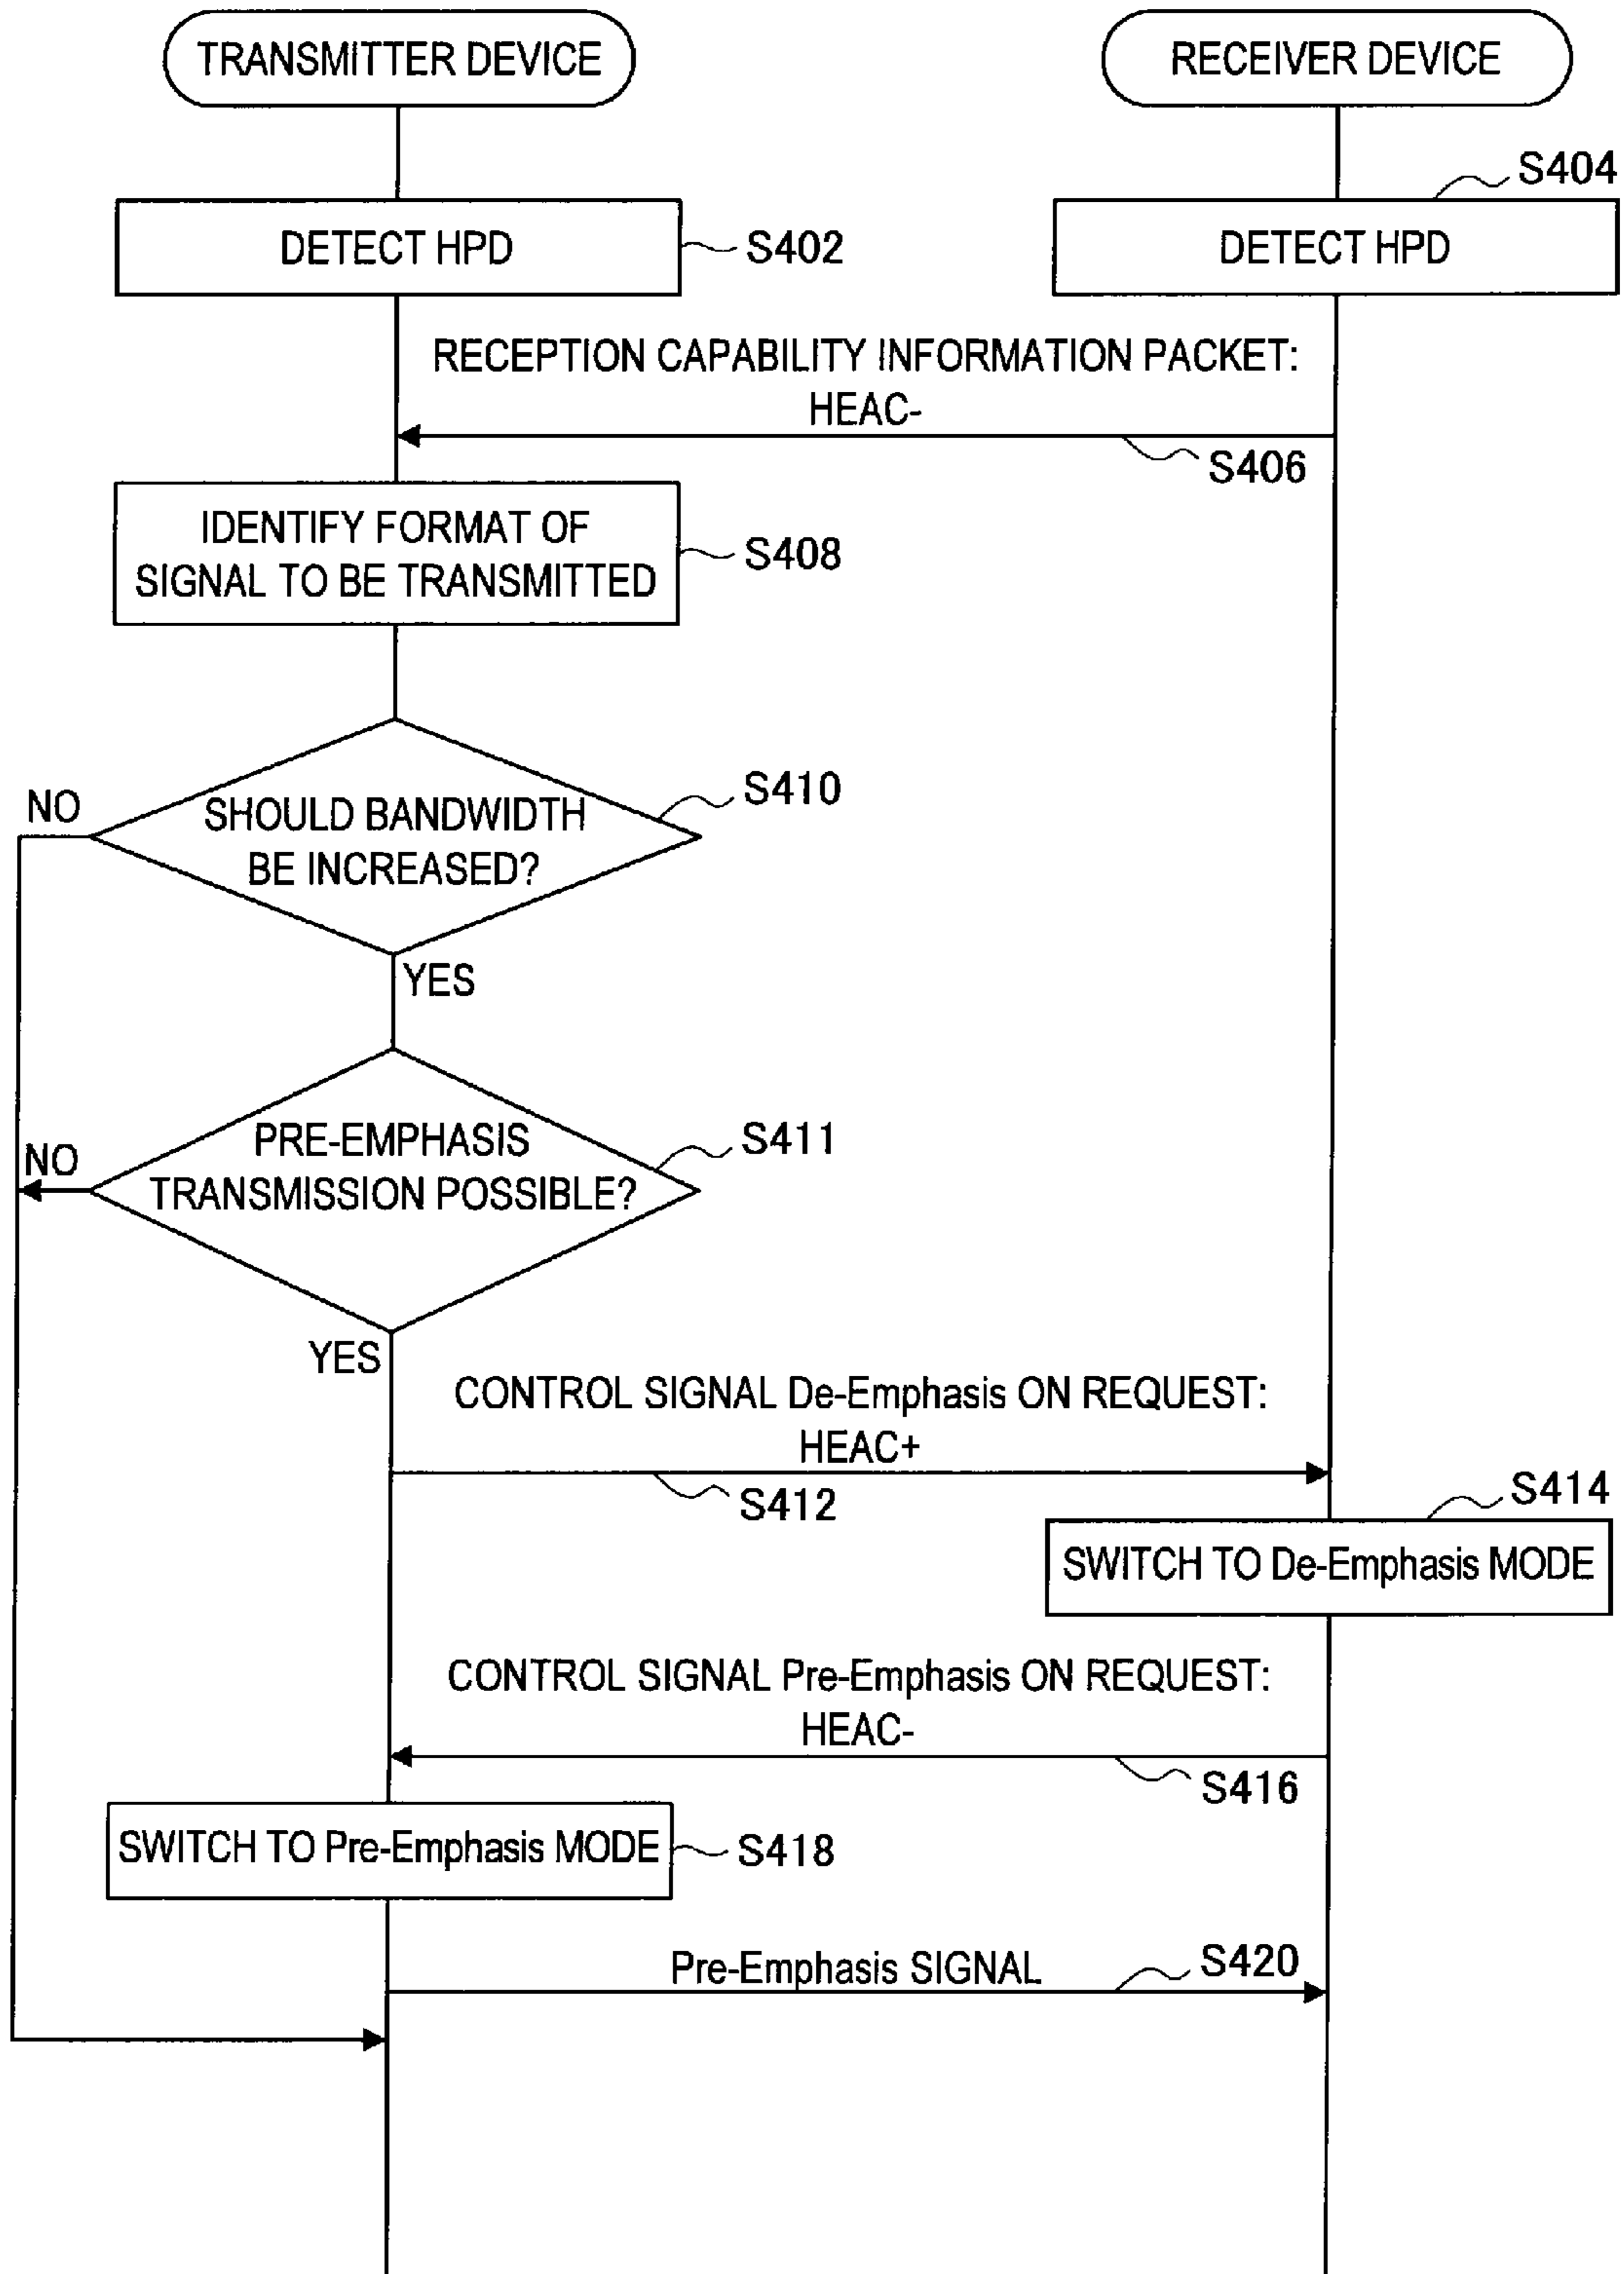 TRANSMITTER DEVICE
RECEIVER DEVICE
S404
DETECT HPD
S402
DETECT HPD
RECEPTION CAPABILITY INFORMATION PACKET:
HEAC-
S406
IDENTIFY FORMAT OF
SIGNAL TO BE TRANSMITTED
S408
NO
SHOULD BANDWIDTH
BE INCREASED?
S410
YES
NO
PRE-EMPHASIS
TRANSMISSION POSSIBLE?
S411
YES
CONTROL SIGNAL De-Emphasis ON REQUEST:
HEAC+
S412
S414
SWITCH TO De-Emphasis MODE
CONTROL SIGNAL Pre-Emphasis ON REQUEST:
HEAC-
S416
SWITCH TO Pre-Emphasis MODE
S418
Pre-Emphasis SIGNAL
S420